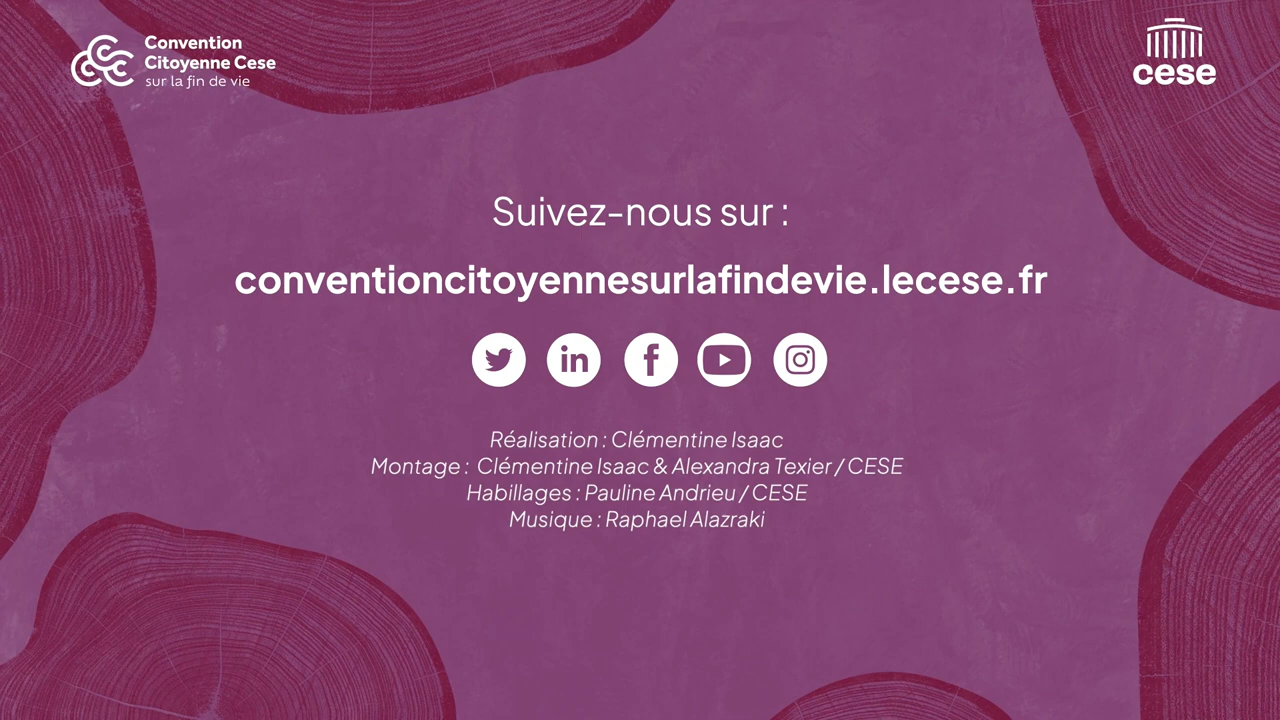 Convention
Citoyenne Cese
sur la fin de vie
cese
Suivez-nous sur :
conventioncitoyennesurlafindevie.lecese.fr
Réalisation : Clémentine Isaac
Montage : Clémentine Isaac & Alexandra Texier / CESE
Habillages : Pauline Andrieu / CESE
Musique : Raphael Alazraki